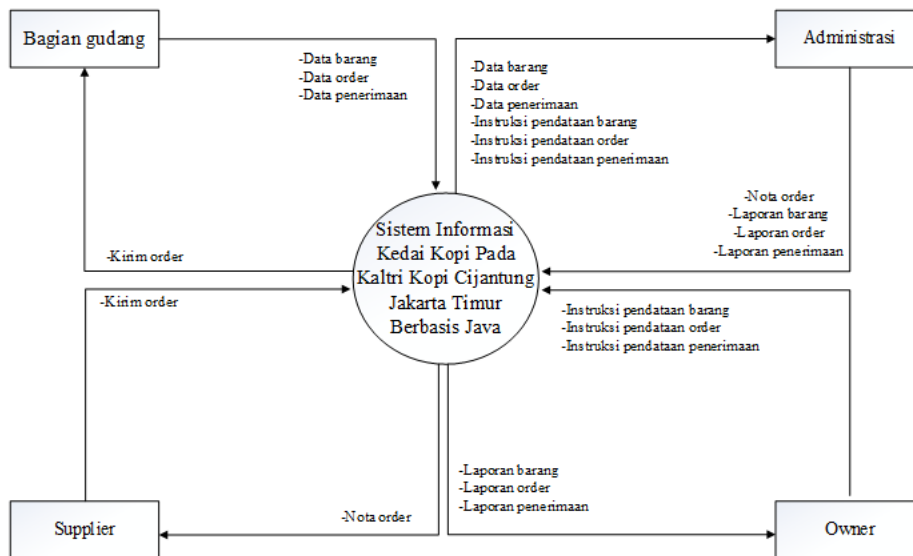 Bagian gudang
-Data barang
-Data order
-Data penerimaan
Administrasi
-Data barang
-Data order
-Data penerimaan
-Instruksi pendataan barang
-Instruksi pendataan order
-Instruksi pendataan penerimaan
-Nota order
-Laporan barang
-Laporan order
-Laporan penerimaan
-Kirim order
Sistem Informasi
Kedai Kopi Pada
Kaltri Kopi Cijantung
Jakarta Timur
Berbasis Java
-Kirim order
-Instruksi pendataan barang
-Instruksi pendataan order
-Instruksi pendataan penerimaan
-Laporan barang
-Laporan order
-Laporan penerimaan
Supplier
-Nota order
Owner